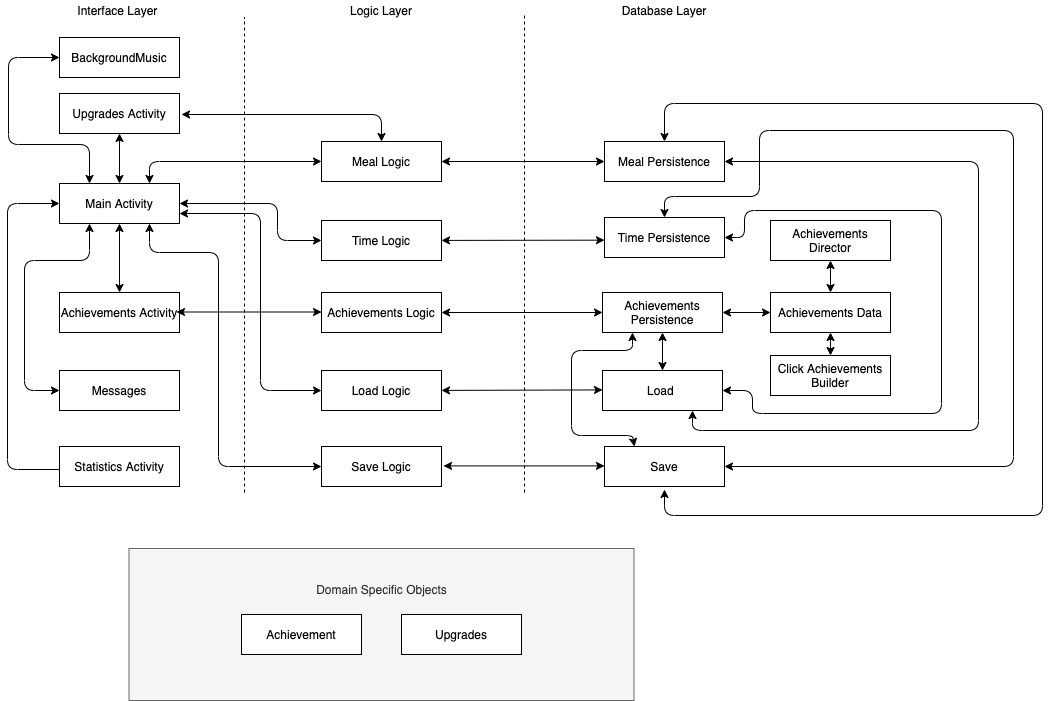 Interface Layer
Logic Layer
Database Layer
BackgroundMusic
Upgrades Activity
Meal Logic
Meal Persistence
Main Activity
Time Logic
Time Persistence
Achievements
Director
Achievements Activity
Achievements Logic
Achievements
Persistence
Achievements Data
Click Achievements
Builder
Messages
Load Logic
Load
Statistics Activity
Save Logic
Save
Domain Specific Objects
Achievement
Upgrades